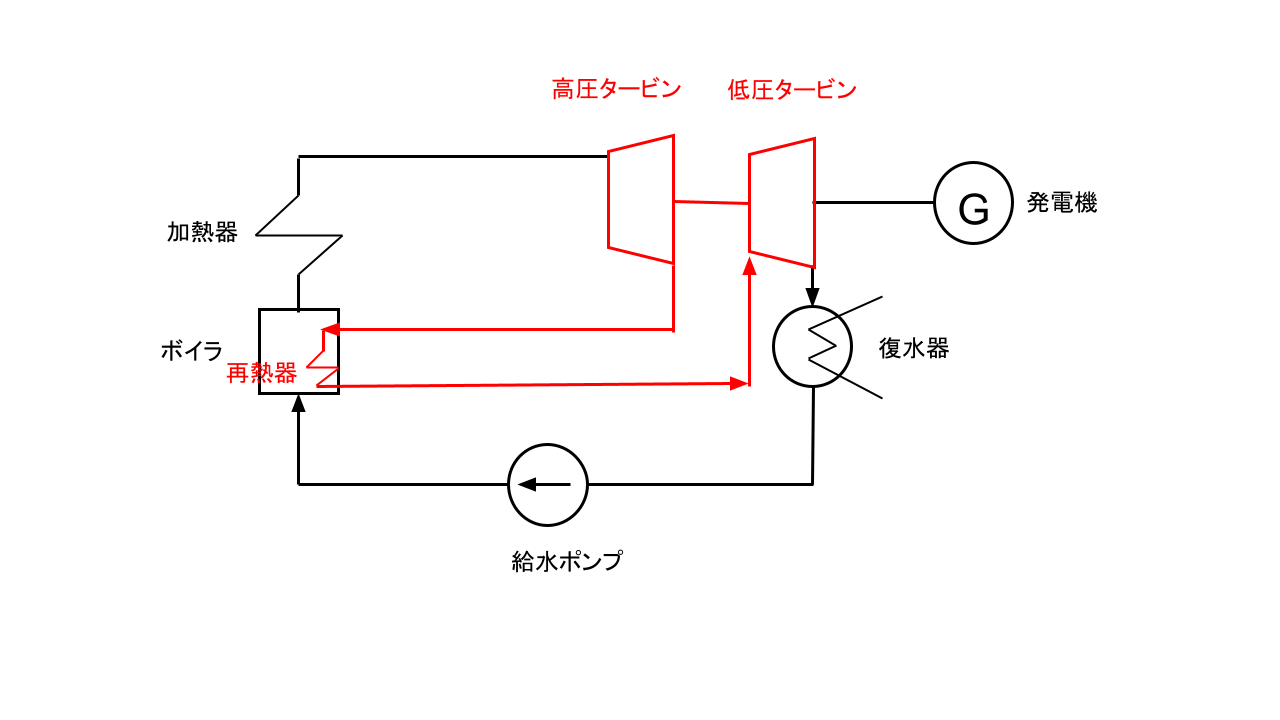 高圧タービン
低圧タービン
G
発電機
加熱器
ボイラ
再熱器
復水器
給水ポンプ